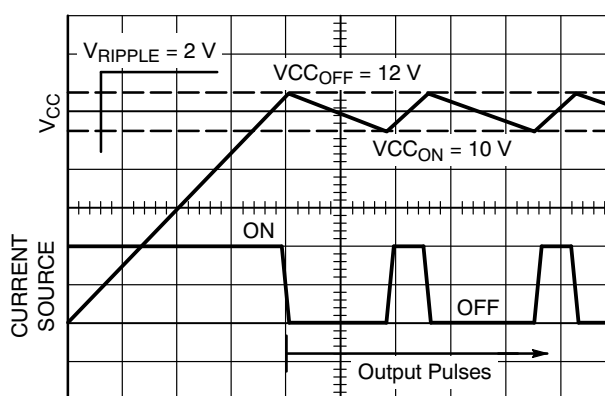 VRIPPLE = 2 V
VCCOFF = 12 V
VCC
VCCON = 10 V
ON
CURRENT
SOURCE
OFF
Output Pulses